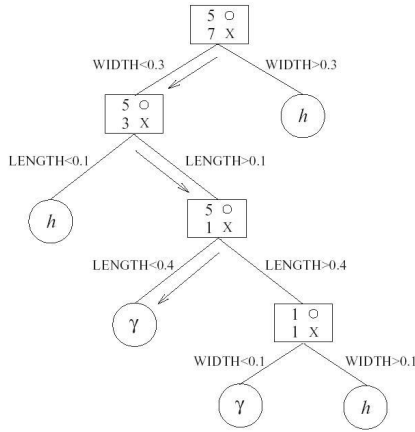 5 ○
7 X
WIDTH<0.3 WIDTH>0.3
5 ○
3 X
h
LENGTH<0.1 LENGTH>0.1
h
5 ○
1 X
LENGTH<0.4 LENGTH>0.4
γ
1 ○
1 X
WIDTH<0.1 WIDTH>0.1
γ h